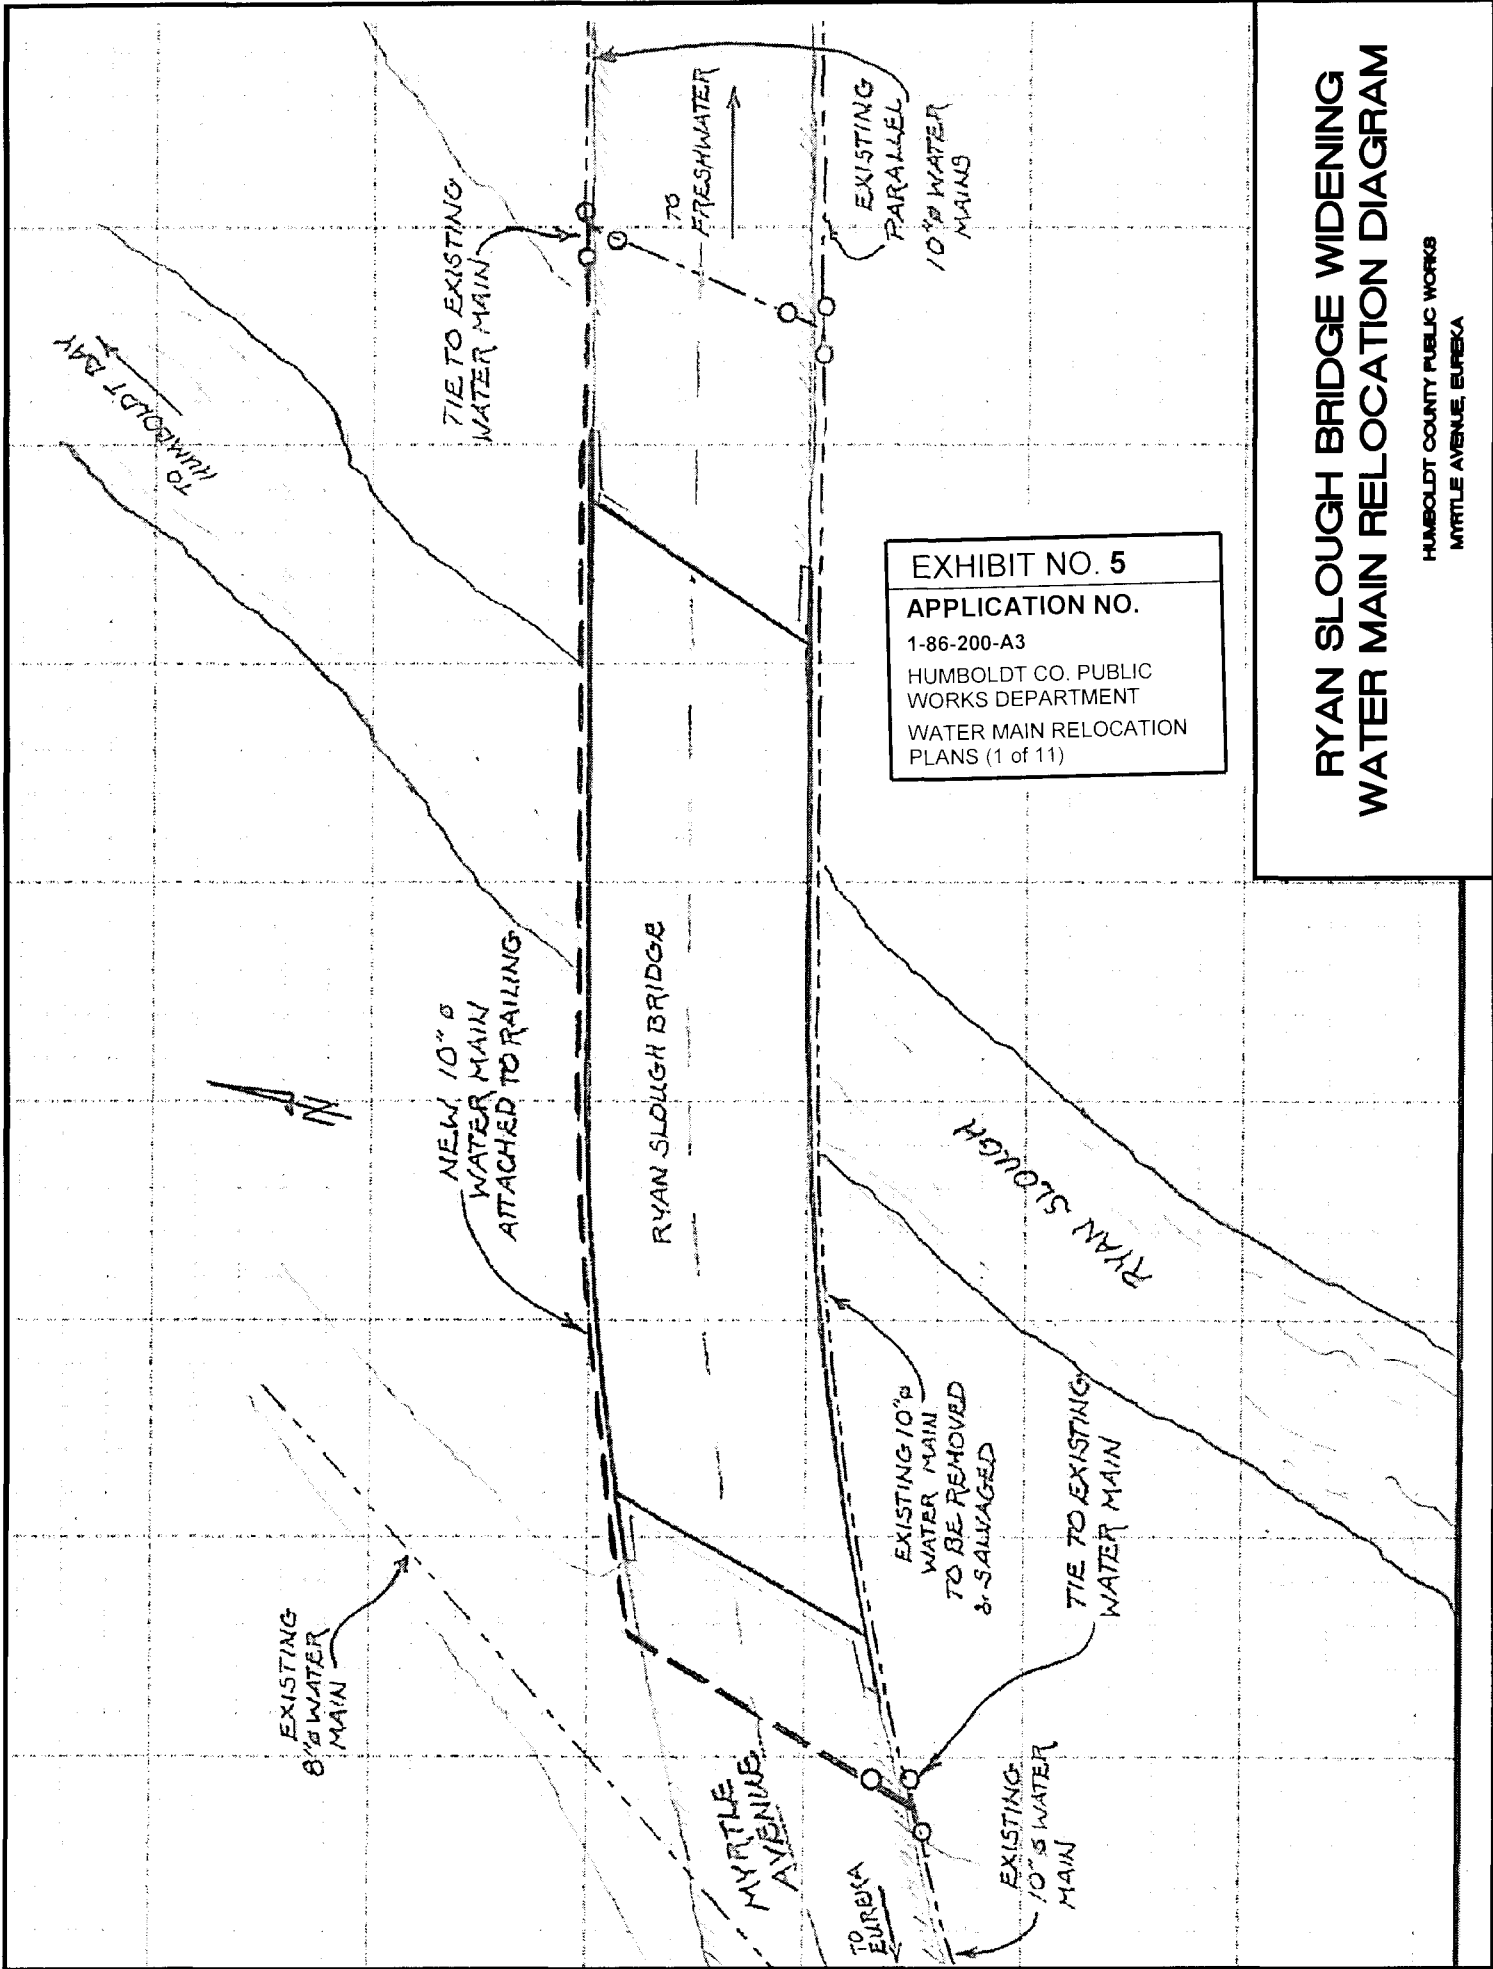 RYAN SLOUGH BRIDGE WIDENING
WATER MAIN RELOCATION DIAGRAM
HUMBOLDT COUNTY PUBLIC WORKS
MYRTLE AVENUE, EUREKA
EXHIBIT NO. 5
APPLICATION NO.
1-86-200-A3
HUMBOLDT CO. PUBLIC
WORKS DEPARTMENT
WATER MAIN RELOCATION
PLANS (1 of 11)
TO
HUMBOLDT BAY
TIE TO EXISTING
WATER MAIN
TO
FRESHWATER
EXISTING
PARALLEL
10"ø WATER
MAINS
N
NEW 10"ø
WATER MAIN
ATTACHED TO RAILING
RYAN SLOUGH BRIDGE
RYAN SLOUGH
EXISTING
8"ø WATER
MAIN
EXISTING 10"ø
WATER MAIN
TO BE REMOVED
& SALVAGED
TIE TO EXISTING
WATER MAIN
MYRTLE
AVENUE
TO
EUREKA
EXISTING
10"ø WATER
MAIN